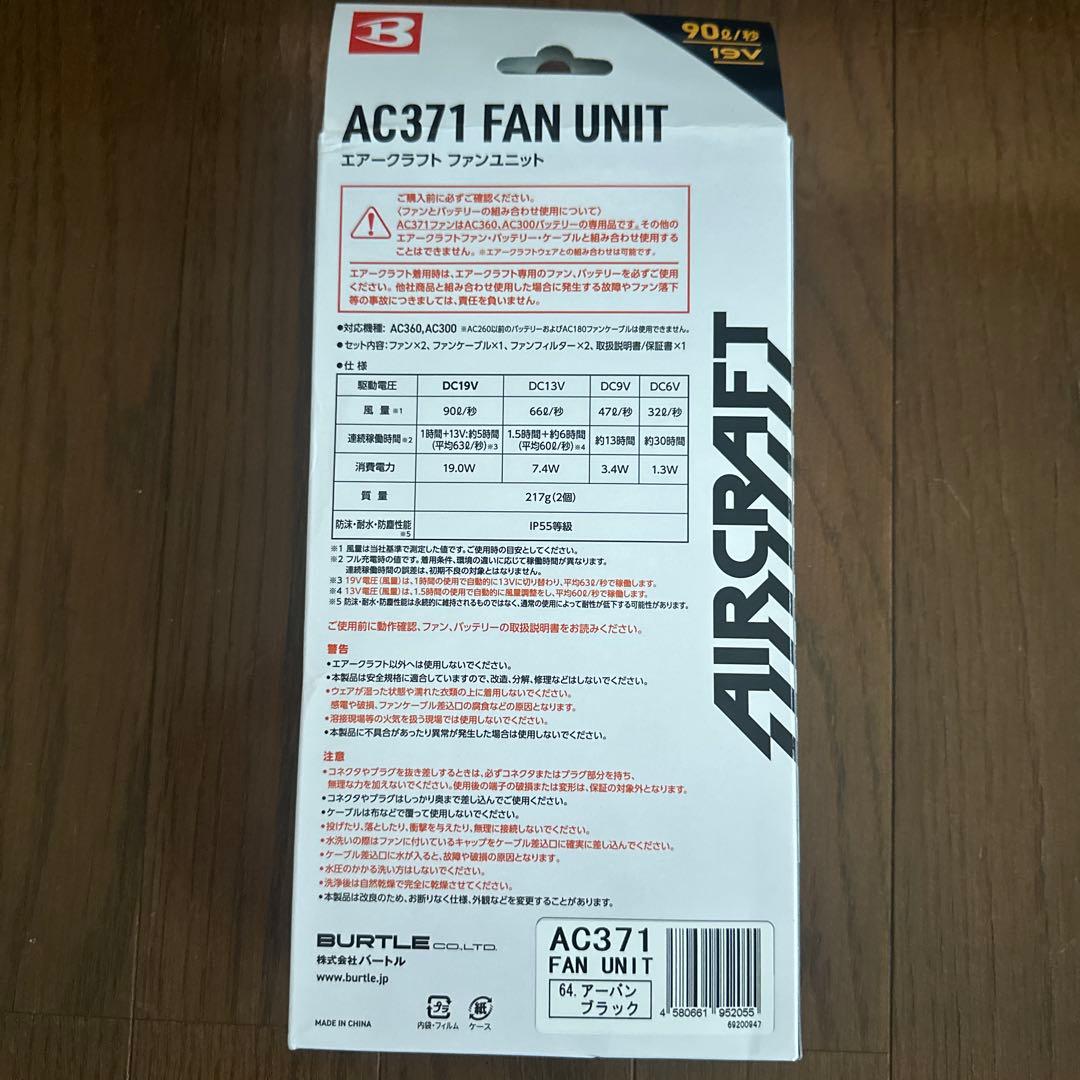 B
90ℓ/秒
19V
AC371 FAN UNIT
エアークラフト ファンユニット
ご購入前に必ずご確認ください。
〈ファンとバッテリーの組み合わせ使用について〉
AC371ファンはAC360、AC300バッテリーの専用品です。その他の
エアークラフトファン・バッテリー・ケーブルと組み合わせ使用する
ことはできません。※エアークラフトウェアとの組み合わせは可能です。
エアークラフト着用時は、エアークラフト専用のファン、バッテリーを必ずご使用
ください。他社商品と組み合わせ使用した場合に発生する故障やファン落下
等の事故につきましては、責任を負いません。
●対応機種: AC360,AC300 ※AC260以前のバッテリーおよびAC180ファンケーブルは使用できません。
●セット内容:ファン×2、ファンケーブル×1、ファンフィルター×2、取扱説明書/保証書×1
●仕様
駆動電圧 DC19V DC13V DC9V DC6V
風量※1 90ℓ/秒 66ℓ/秒 47ℓ/秒 32ℓ/秒
連続稼働時間※2 1時間+13V:約5時間(平均63ℓ/秒)※3 1.5時間+約6時間(平均60ℓ/秒)※4 約13時間 約30時間
消費電力 19.0W 7.4W 3.4W 1.3W
質量 217g(2個)
防沫・耐水・防塵性能※5 IP55等級
※1 風量は当社基準で測定した値です。ご使用時の目安としてください。
※2 フル充電時の値です。着用条件、環境の違いに応じて稼働時間が異なります。
連続稼働時間の誤差は、初期不良の対象とはなりません。
※3 19V電圧(風量)は、1時間の使用で自動的に13Vに切り替わり、平均63ℓ/秒で稼働します。
※4 13V電圧(風量)は、1.5時間の使用で自動的に風量調整をし、平均60ℓ/秒で稼働します。
※5 防沫・耐水・防塵性能は永続的に維持されるものではなく、通常の使用によって耐性が低下する可能性があります。
ご使用前に動作確認、ファン、バッテリーの取扱説明書をお読みください。
警告
●エアークラフト以外へは使用しないでください。
●本製品は安全規格に適合していますので、改造、分解、修理などはしないでください。
●ウェアが湿った状態や濡れた衣類の上に着用しないでください。
感電や破損、ファンケーブル差込口の腐食などの原因となります。
●溶接現場等の火気を扱う現場では使用しないでください。
●本製品に不具合があったり異常が発生した場合は使用しないでください。
注意
●コネクタやプラグを抜き差しするときは、必ずコネクタまたはプラグ部分を持ち、
無理な力を加えないでください。使用後の端子の破損または変形は、保証の対象外となります。
●コネクタやプラグはしっかり奥まで差し込んでご使用ください。
●ケーブルは布などで覆って使用しないでください。
●投げたり、落としたり、衝撃を与えたり、無理に接続しないでください。
●水洗いの際はファンに付いているキャップをケーブル差込口に確実に差し込んでください。
●ケーブル差込口に水が入ると、故障や破損の原因となります。
●水圧のかかる洗い方はしないでください。
●洗浄後は自然乾燥で完全に乾燥させてください。
●本製品は改良のため、お断りなく仕様、外観などを変更することがあります。
AIRCRAFT
BURTLE CO.,LTD.
株式会社バートル
www.burtle.jp
MADE IN CHINA
プラ
内袋・フィルム
紙
ケース
AC371
FAN UNIT
64.アーバン
ブラック
4 580661 952055
69200947